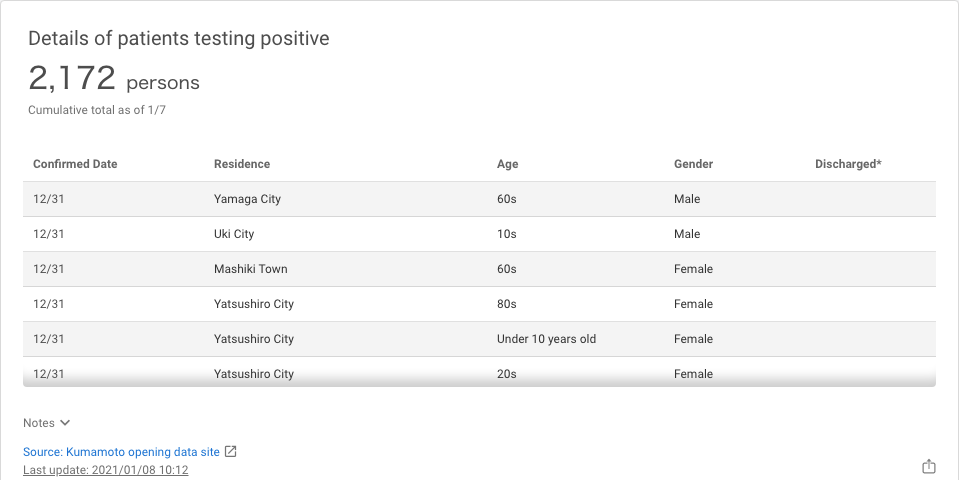 Details of patients testing positive
2,172 persons
Cumulative total as of 1/7
Confirmed Date Residence Age Gender Discharged*
12/31 Yamaga City 60s Male
12/31 Uki City 10s Male
12/31 Mashiki Town 60s Female
12/31 Yatsushiro City 80s Female
12/31 Yatsushiro City Under 10 years old Female
12/31 Yatsushiro City 20s Female
Notes
Source: Kumamoto opening data site
Last update: 2021/01/08 10:12